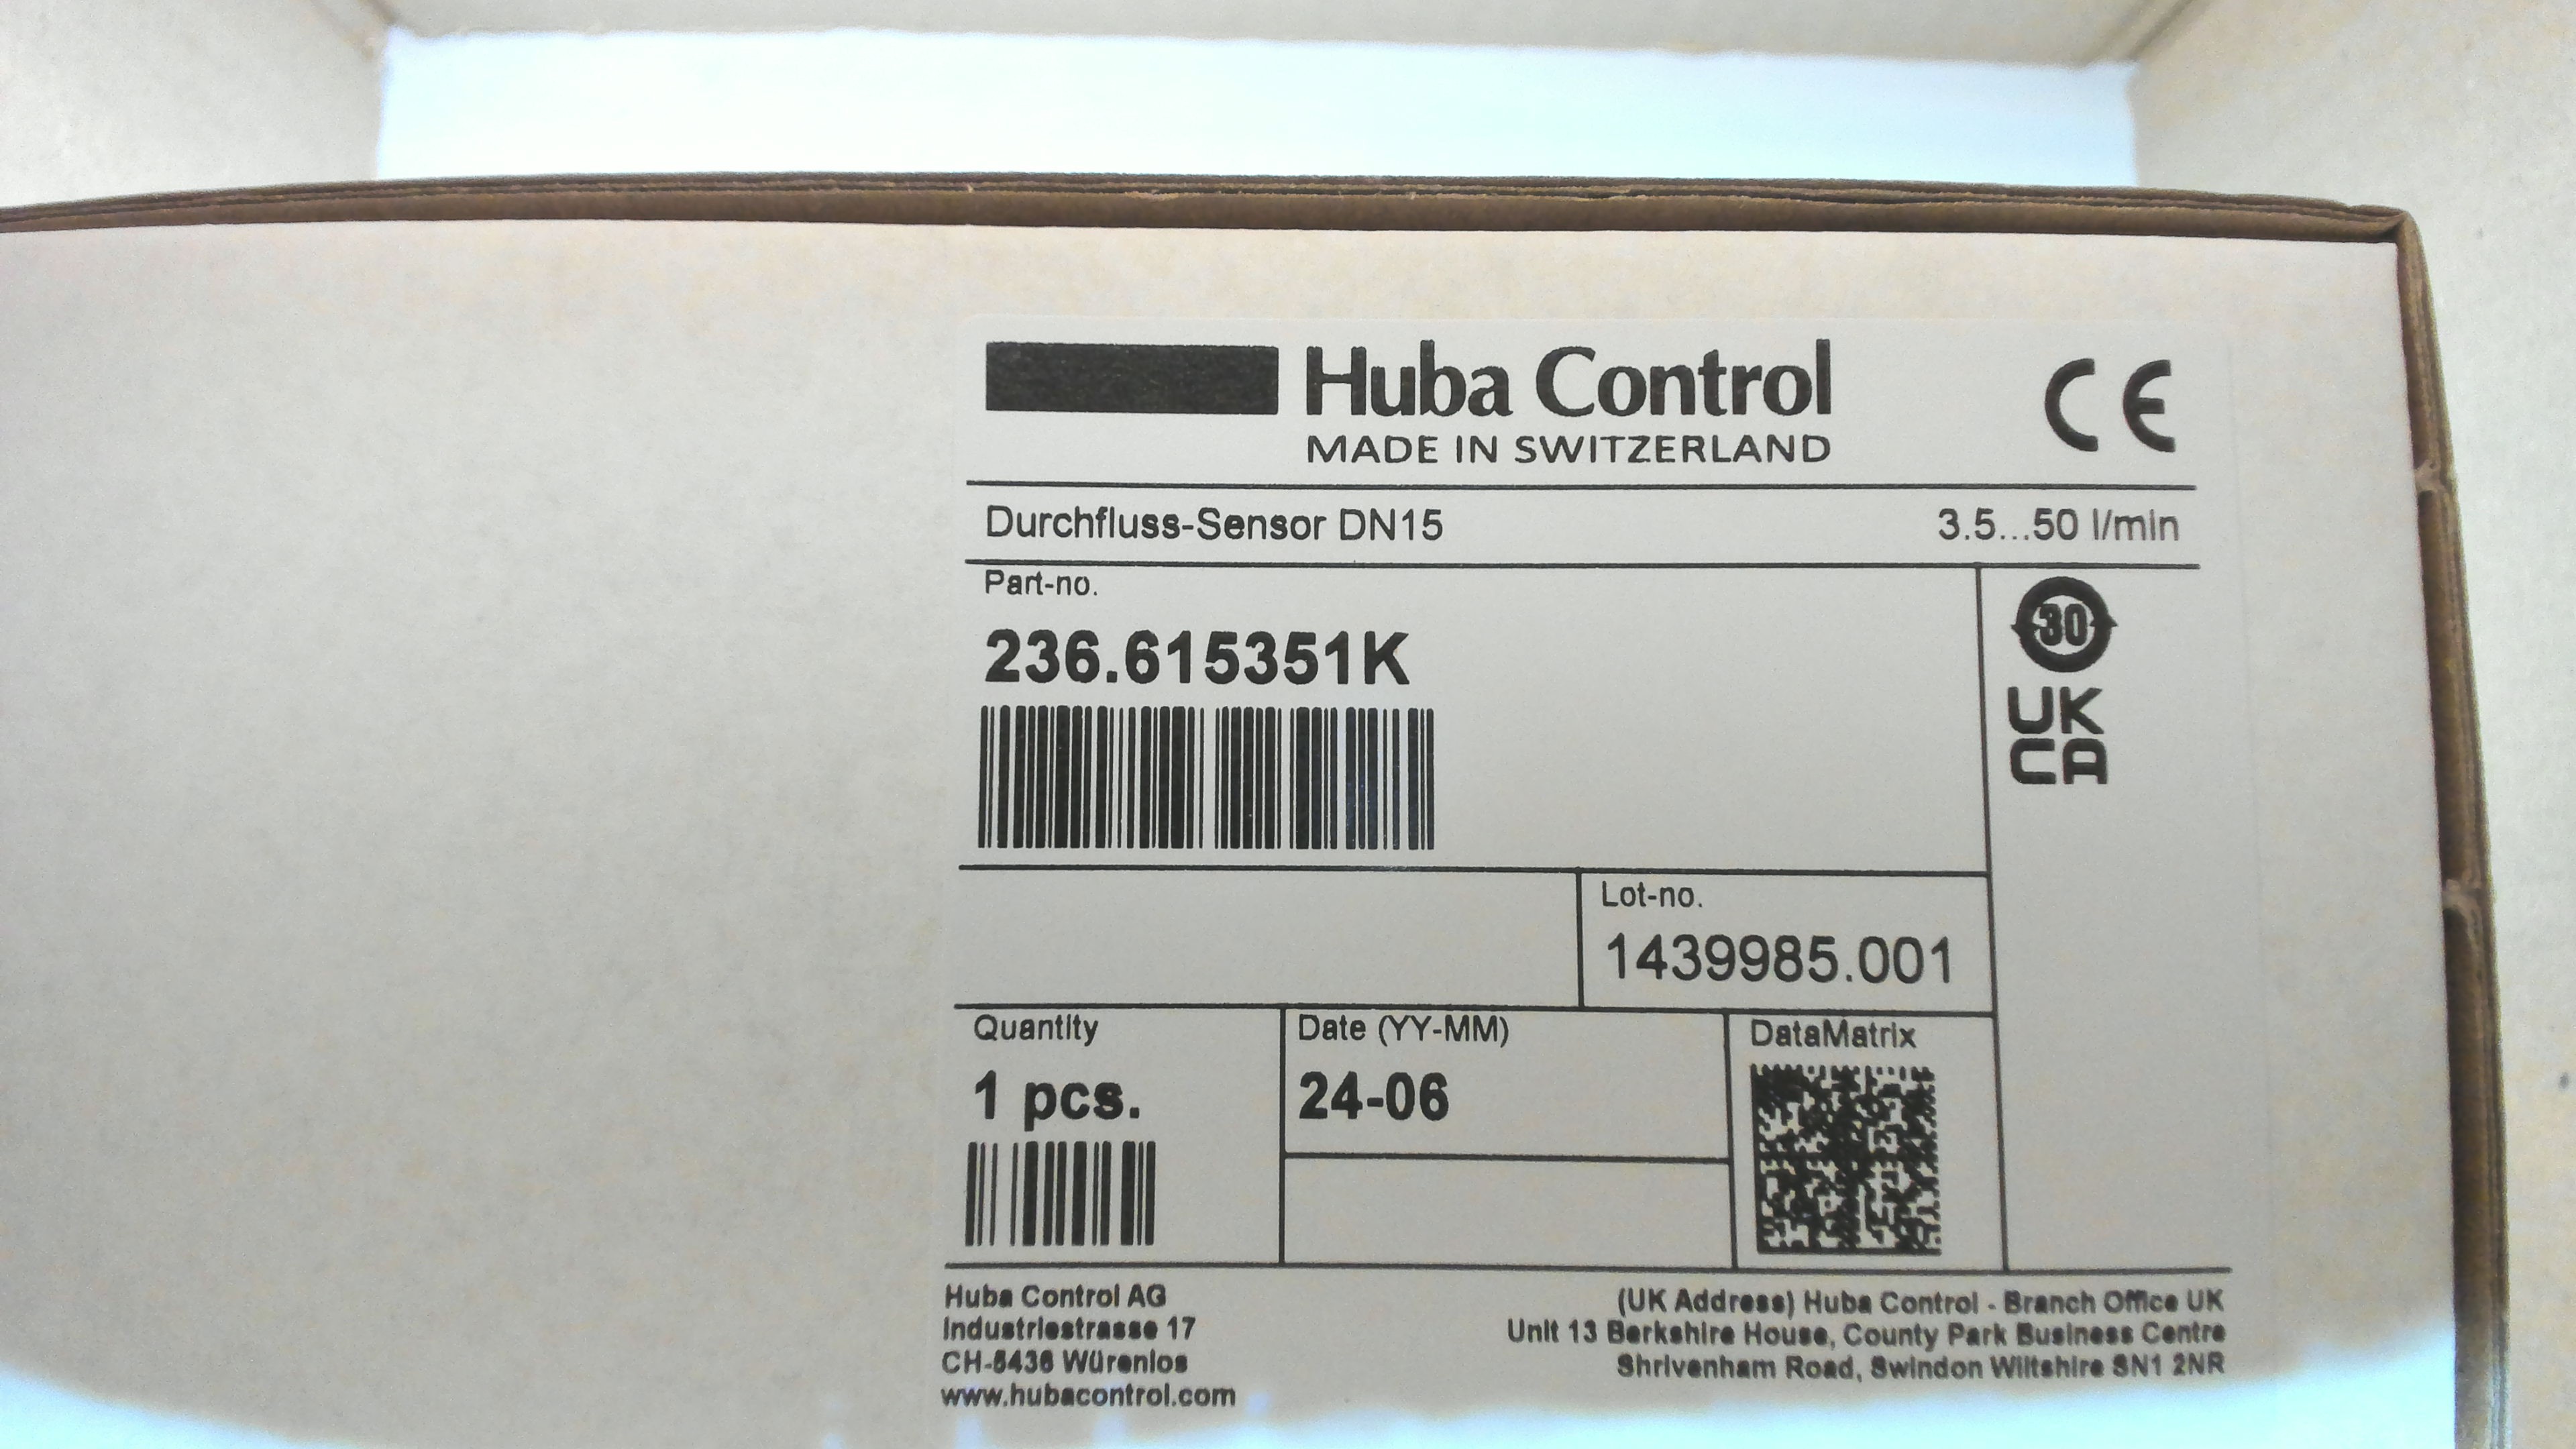 Huba Control
MADE IN SWITZERLAND
CE
Durchfluss-Sensor DN15 3.5...50 l/min
Part-no.
236.615351K
30
UK
CA
Lot-no.
1439985.001
Quantity
1 pcs.
Date (YY-MM)
24-06
DataMatrix
Huba Control AG
Industriestrasse 17
CH-5436 Würenlos
www.hubacontrol.com
(UK Address) Huba Control - Branch Office UK
Unit 13 Berkshire House, County Park Business Centre
Shrivenham Road, Swindon Wiltshire SN1 2NR